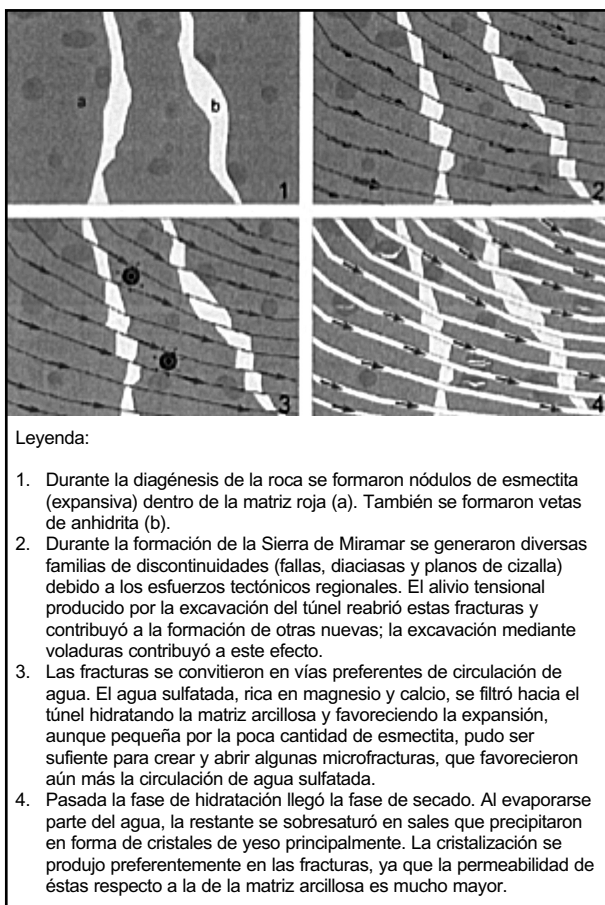 a
b
1
2
3
4
Leyenda:
1. Durante la diagénesis de la roca se formaron nódulos de esmectita
(expansiva) dentro de la matriz roja (a). También se formaron vetas
de anhidrita (b).
2. Durante la formación de la Sierra de Miramar se generaron diversas
familias de discontinuidades (fallas, diaciasas y planos de cizalla)
debido a los esfuerzos tectónicos regionales. El alivio tensional
producido por la excavación del túnel reabrió estas fracturas y
contribuyó a la formación de otras nuevas; la excavación mediante
voladuras contribuyó a este efecto.
3. Las fracturas se convitieron en vías preferentes de circulación de
agua. El agua sulfatada, rica en magnesio y calcio, se filtró hacia el
túnel hidratando la matriz arcillosa y favoreciendo la expansión,
aunque pequeña por la poca cantidad de esmectita, pudo ser
sufiente para crear y abrir algunas microfracturas, que favorecieron
aún más la circulación de agua sulfatada.
4. Pasada la fase de hidratación llegó la fase de secado. Al evaporarse
parte del agua, la restante se sobresaturó en sales que precipitaron
en forma de cristales de yeso principalmente. La cristalización se
produjo preferentemente en las fracturas, ya que la permeabilidad de
éstas respecto a la de la matriz arcillosa es mucho mayor.